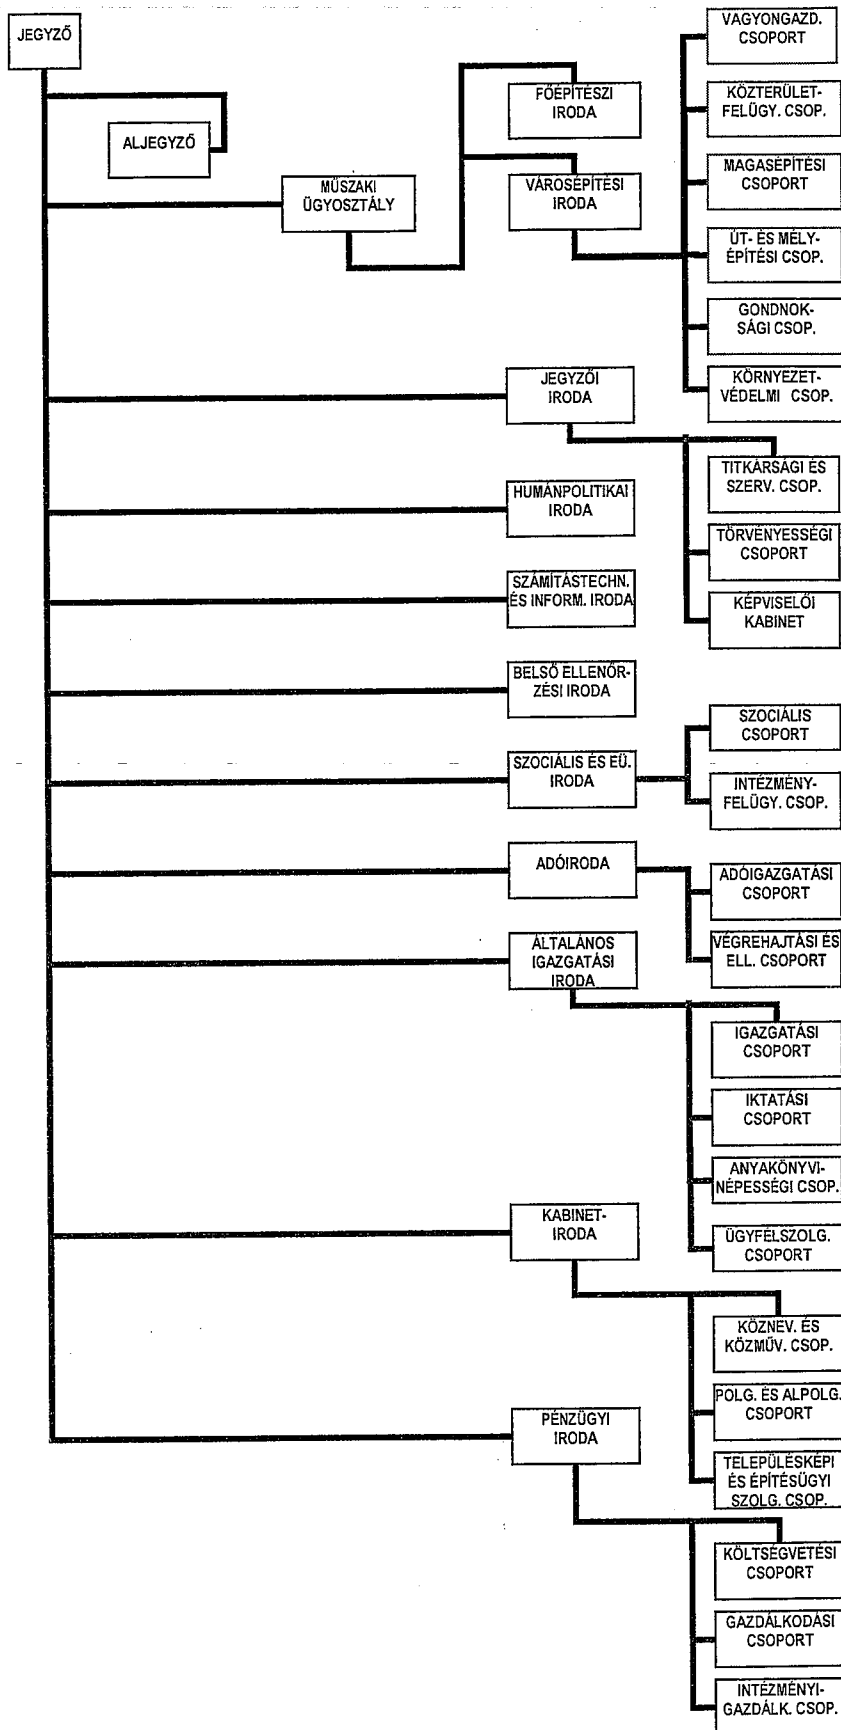 JEGYZŐ
ALJEGYZŐ
MŰSZAKI
ÜGYOSZTÁLY
FŐÉPÍTÉSZI
IRODA
VÁROSÉPÍTÉSI
IRODA
VAGYONGAZD.
CSOPORT
KÖZTERÜLET-
FELÜGY. CSOP.
MAGASÉPÍTÉSI
CSOPORT
ÚT- ÉS MÉLY-
ÉPÍTÉSI CSOP.
GONDNOK-
SÁGI CSOP.
KÖRNYEZET-
VÉDELMI CSOP.
JEGYZŐI
IRODA
TITKÁRSÁGI ÉS
SZERV. CSOP.
TÖRVÉNYESSÉGI
CSOPORT
KÉPVISELŐI
KABINET
HUMÁNPOLITIKAI
IRODA
SZÁMÍTÁSTECHN.
ÉS INFORM. IRODA
BELSŐ ELLENŐR-
ZÉSI IRODA
SZOCIÁLIS ÉS EÜ.
IRODA
SZOCIÁLIS
CSOPORT
INTÉZMÉNY-
FELÜGY. CSOP.
ADÓIRODA
ADÓIGAZGATÁSI
CSOPORT
VÉGREHAJTÁSI ÉS
ELL. CSOPORT
ÁLTALÁNOS
IGAZGATÁSI
IRODA
IGAZGATÁSI
CSOPORT
IKTATÁSI
CSOPORT
ANYAKÖNYVI-
NÉPESSÉGI CSOP.
ÜGYFÉLSZOLG.
CSOPORT
KABINET-
IRODA
KÖZNEV. ÉS
KÖZMŰV. CSOP.
POLG. ÉS ALPOLG.
CSOPORT
TELEPÜLÉSKÉPI
ÉS ÉPÍTÉSÜGYI
SZOLG. CSOP.
PÉNZÜGYI
IRODA
KÖLTSÉGVETÉSI
CSOPORT
GAZDÁLKODÁSI
CSOPORT
INTÉZMÉNYI-
GAZDÁLK. CSOP.